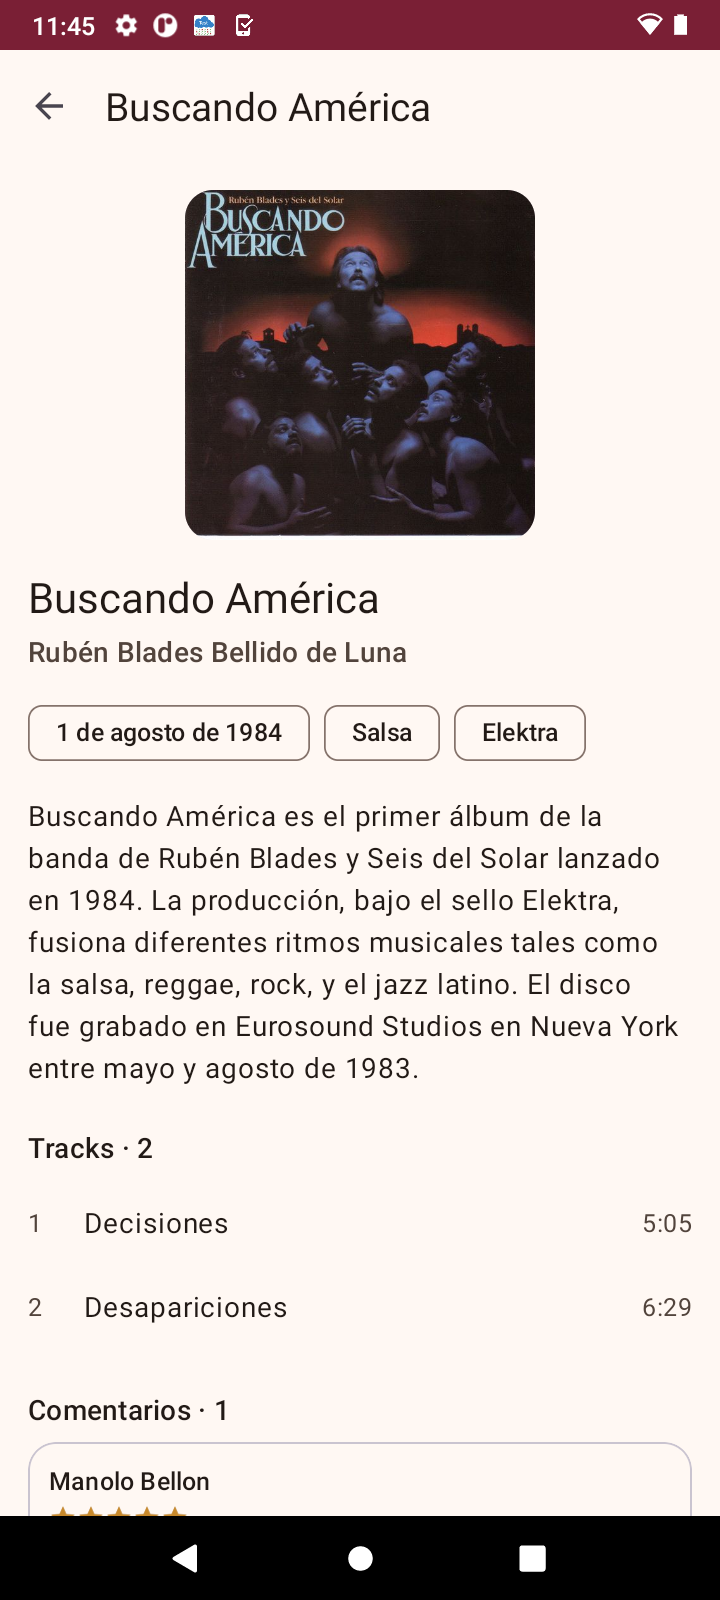 11:45
Buscando América
Rubén Blades y Seis del Solar
BUSCANDO
AMÉRICA
Buscando América
Rubén Blades Bellido de Luna
1 de agosto de 1984 Salsa Elektra
Buscando América es el primer álbum de la
banda de Rubén Blades y Seis del Solar lanzado
en 1984. La producción, bajo el sello Elektra,
fusiona diferentes ritmos musicales tales como
la salsa, reggae, rock, y el jazz latino. El disco
fue grabado en Eurosound Studios en Nueva York
entre mayo y agosto de 1983.
Tracks · 2
1 Decisiones 5:05
2 Desapariciones 6:29
Comentarios · 1
Manolo Bellon